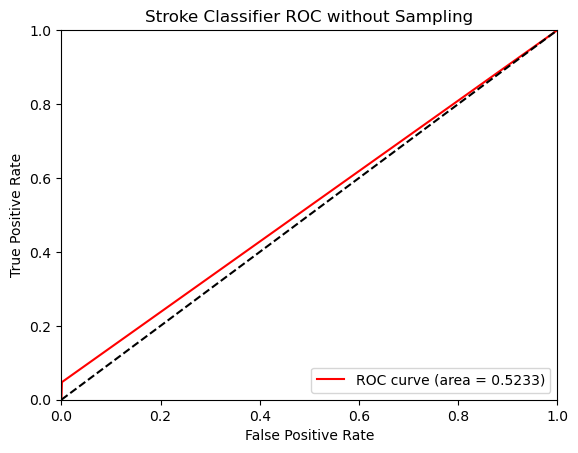 Stroke Classifier ROC without Sampling
True Positive Rate
1.0
0.8
0.6
0.4
0.2
0.0
ROC curve (area = 0.5233)
0.0 0.2 0.4 0.6 0.8 1.0
False Positive Rate